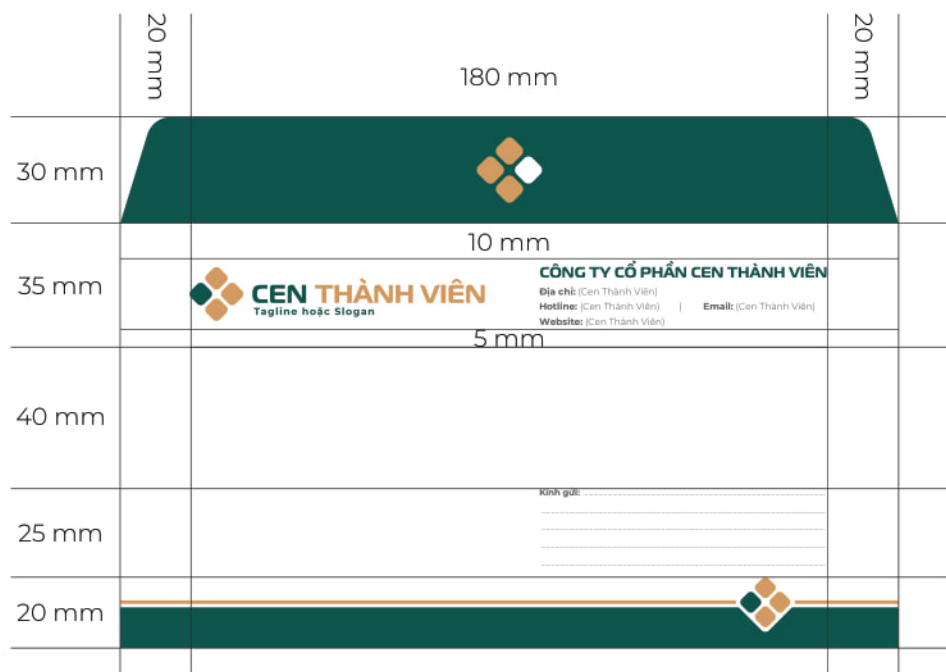 20 mm
180 mm
20 mm
30 mm
10 mm
35 mm
CEN THÀNH VIÊN
Tagline hoặc Slogan
CÔNG TY CỔ PHẦN CEN THÀNH VIÊN
Địa chỉ: (Cen Thành Viên)
Hotline: (Cen Thành Viên) | Email: (Cen Thành Viên)
Website: (Cen Thành Viên)
5 mm
40 mm
Kính gửi:
25 mm
20 mm